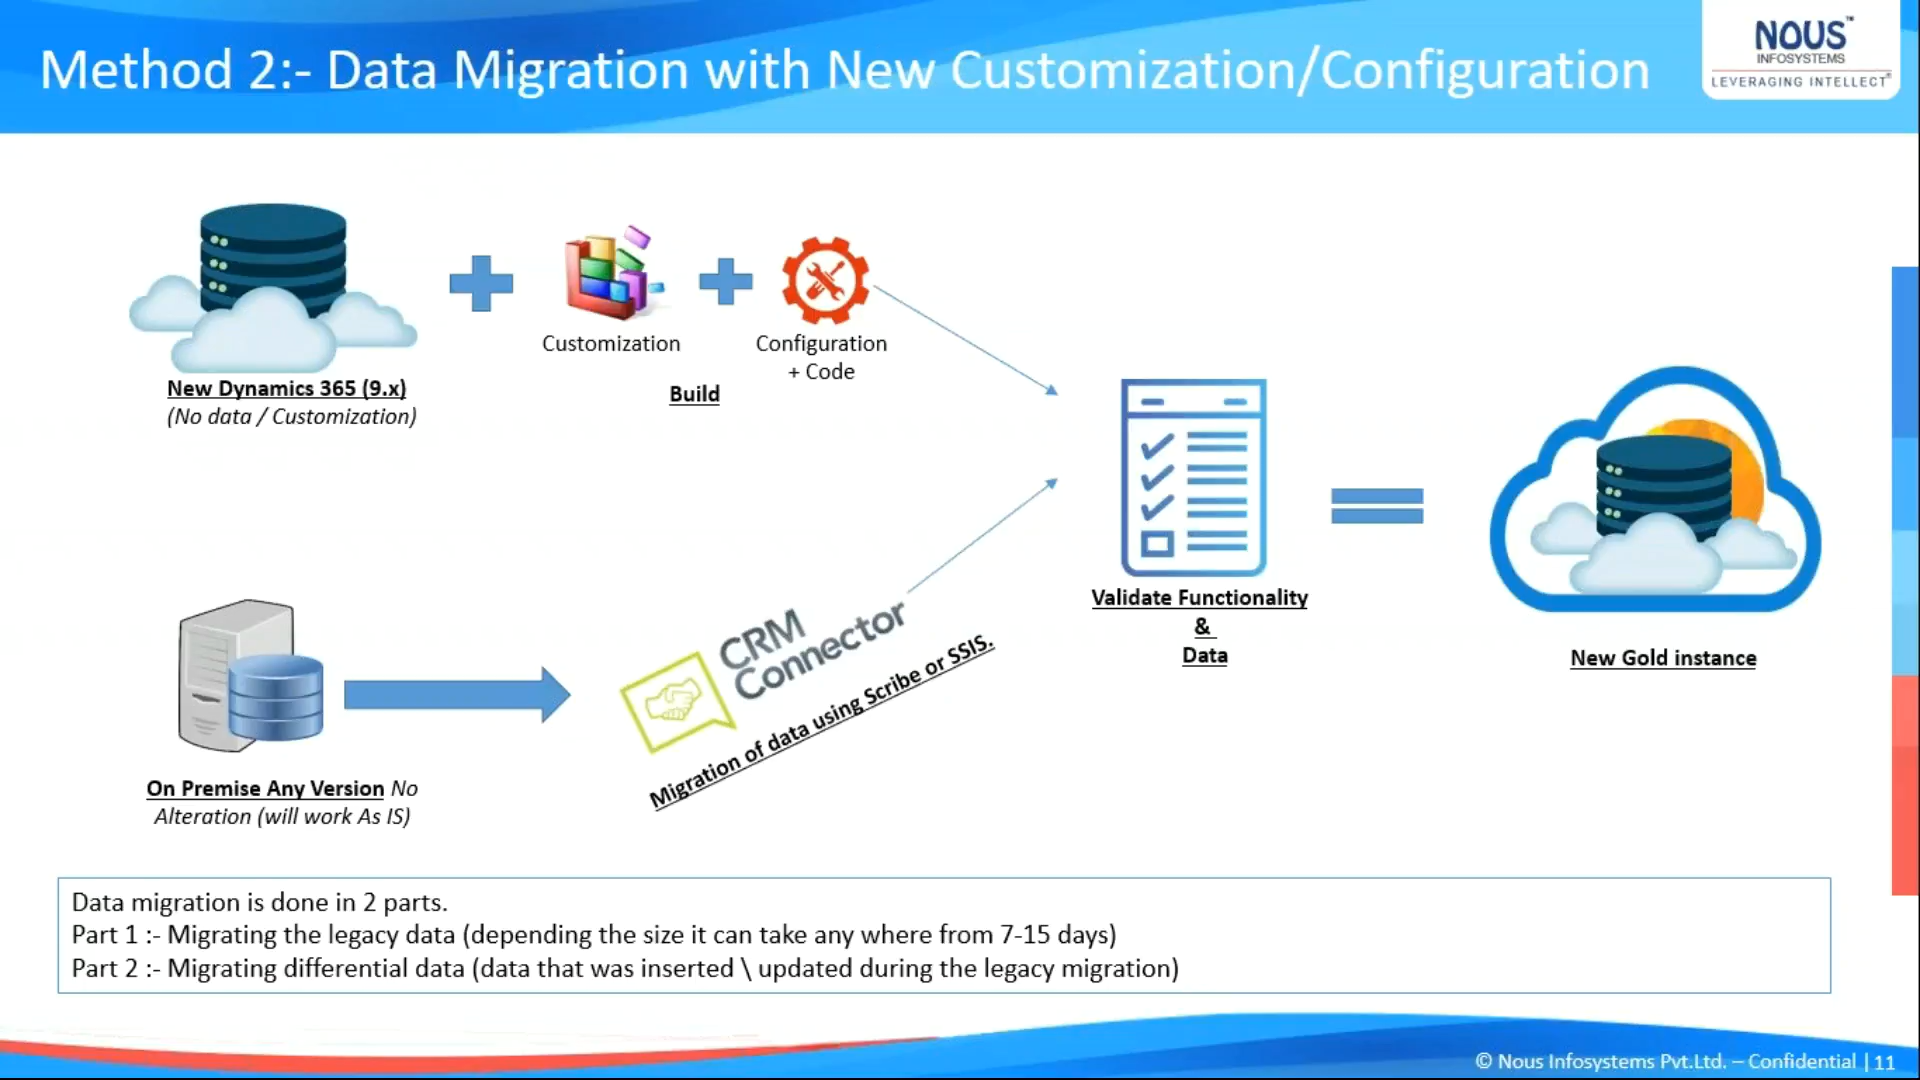 Method 2:- Data Migration with New Customization/Configuration
NOUS™
INFOSYSTEMS
LEVERAGING INTELLECT®
Customization
Configuration
+ Code
Build
New Dynamics 365 (9.x)
(No data / Customization)
Validate Functionality
&
Data
New Gold instance
CRM
Connector
Migration of data using Scribe or SSIS.
On Premise Any Version No
Alteration (will work As IS)
Data migration is done in 2 parts.
Part 1 :- Migrating the legacy data (depending the size it can take any where from 7-15 days)
Part 2 :- Migrating differential data (data that was inserted \ updated during the legacy migration)
© Nous Infosystems Pvt.Ltd. – Confidential | 11